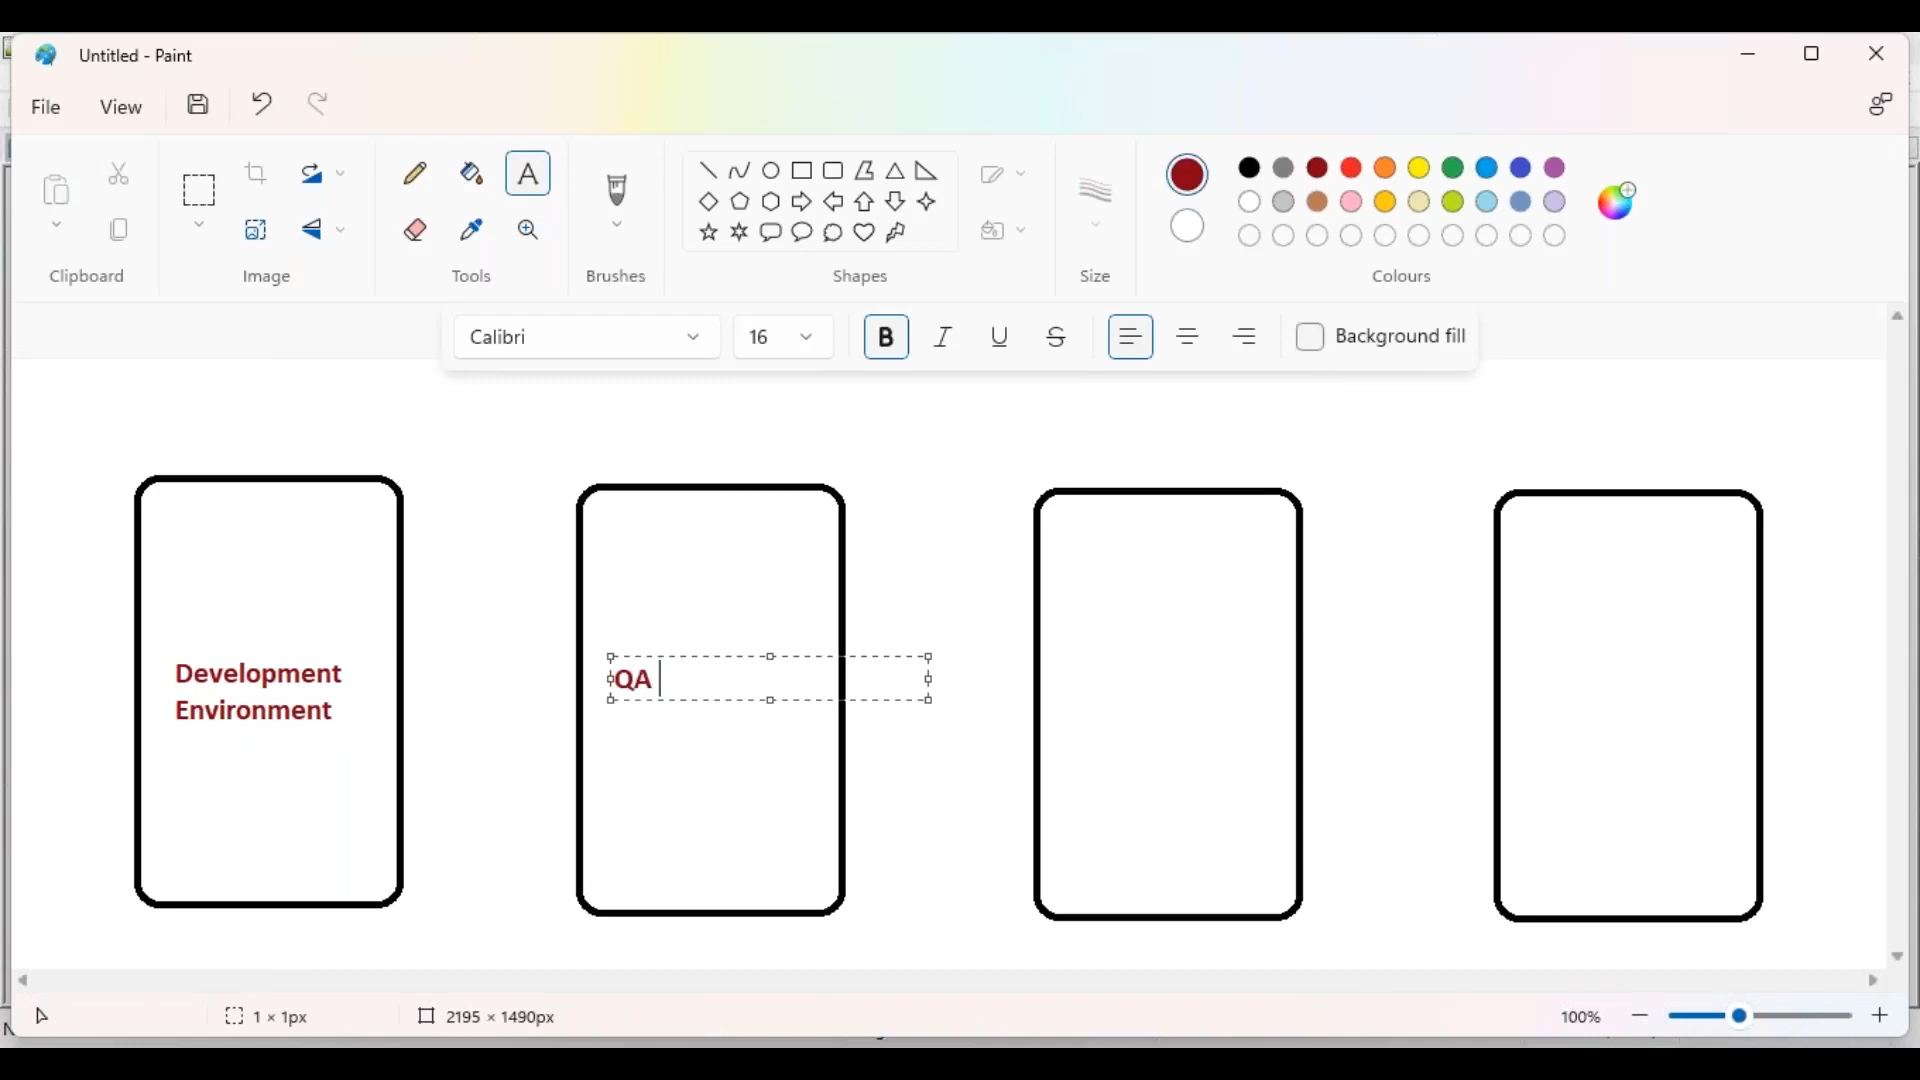 Untitled - Paint
File View
Clipboard Image Tools Brushes Shapes Size Colours
Calibri 16 B I U S Background fill
Development
Environment
QA
1 × 1px 2195 × 1490px 100%